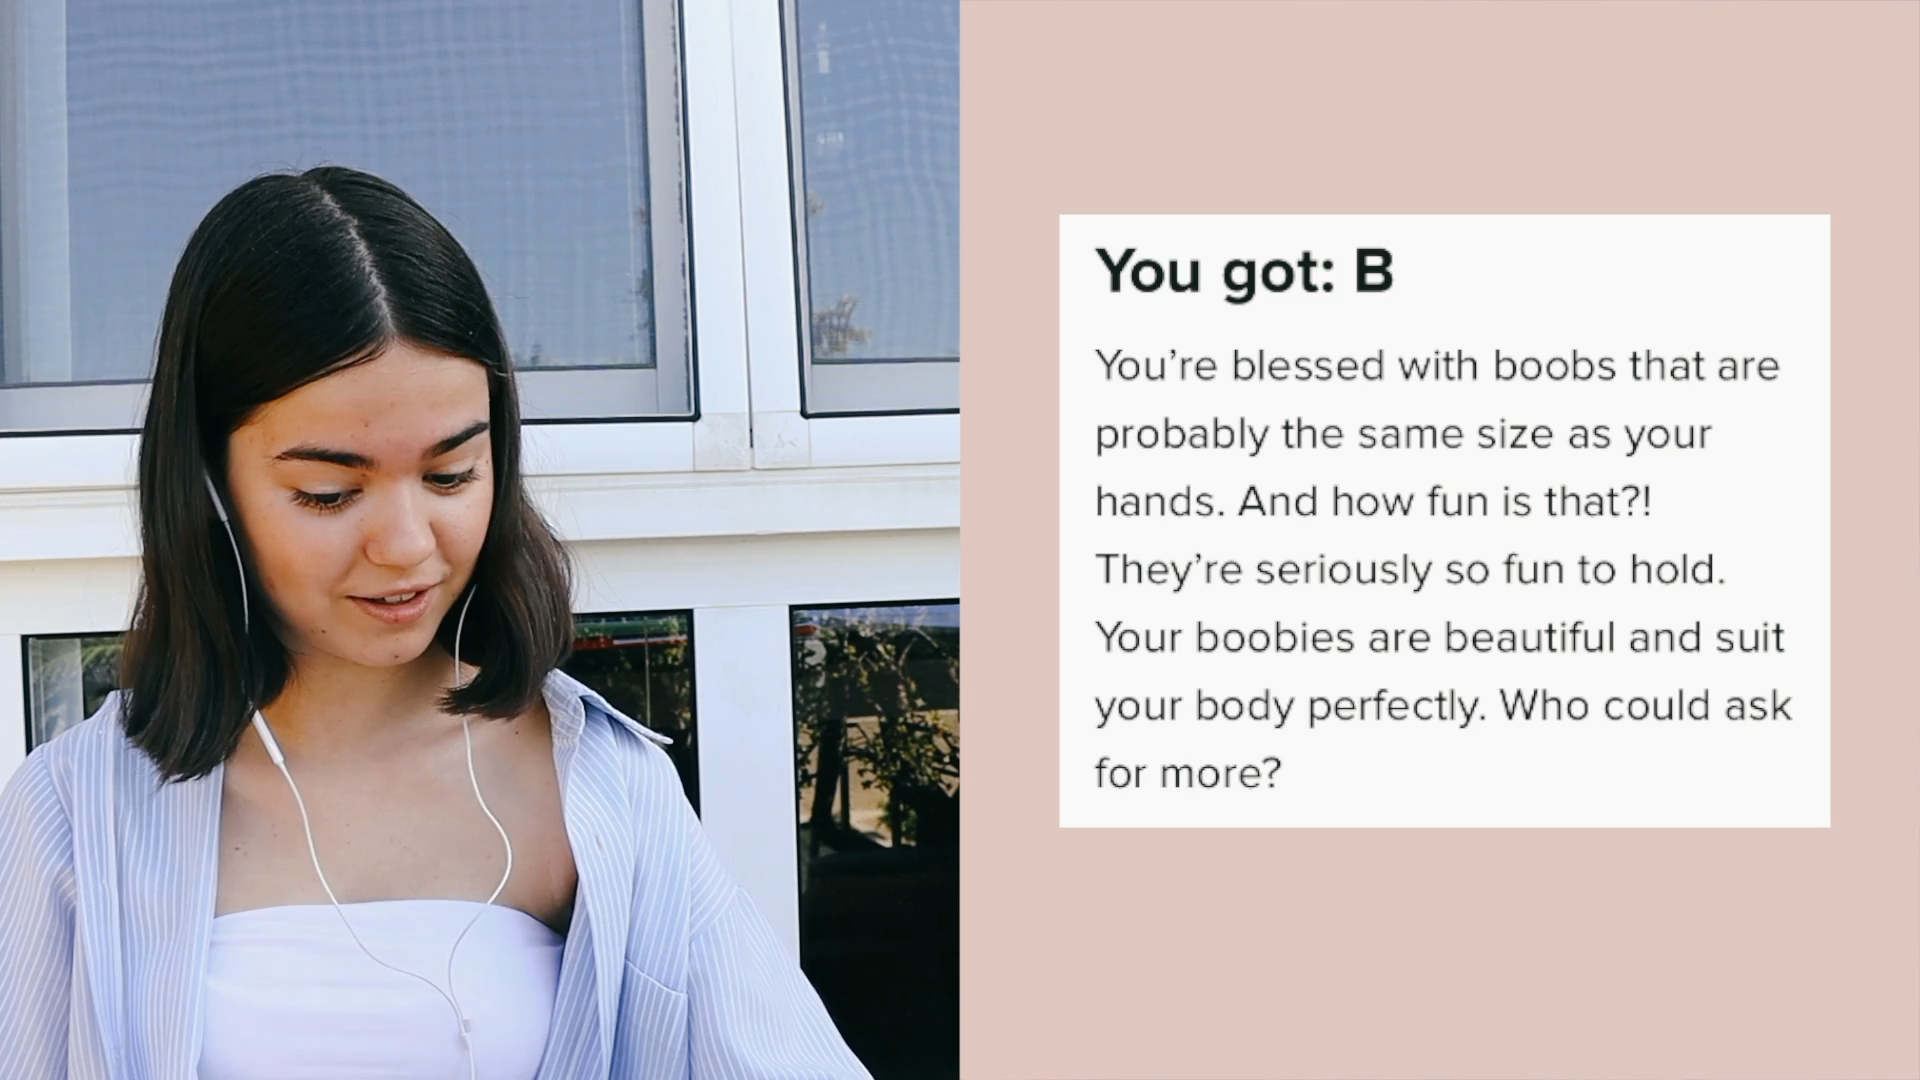 You got: B
You’re blessed with boobs that are
probably the same size as your
hands. And how fun is that?!
They’re seriously so fun to hold.
Your boobies are beautiful and suit
your body perfectly. Who could ask
for more?